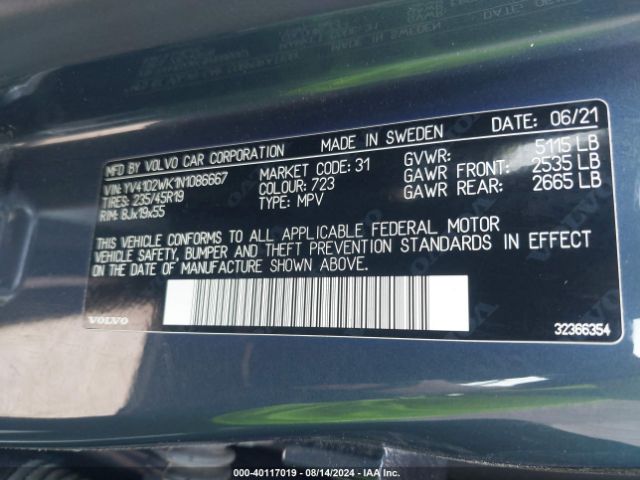 MFD BY VOLVO CAR CORPORATION MADE IN SWEDEN DATE: 06/21
VIN: YV4102WK1N1086667 MARKET CODE: 31 GVWR: 5115 LB
TIRES: 235/45R19 COLOUR: 723 GAWR FRONT: 2535 LB
RIM: 8Jx19x55 TYPE: MPV GAWR REAR: 2665 LB
THIS VEHICLE CONFORMS TO ALL APPLICABLE FEDERAL MOTOR
VEHICLE SAFETY, BUMPER AND THEFT PREVENTION STANDARDS IN EFFECT
ON THE DATE OF MANUFACTURE SHOWN ABOVE.
VOLVO 32366354
000-40117019 - 08/14/2024 - IAA Inc.